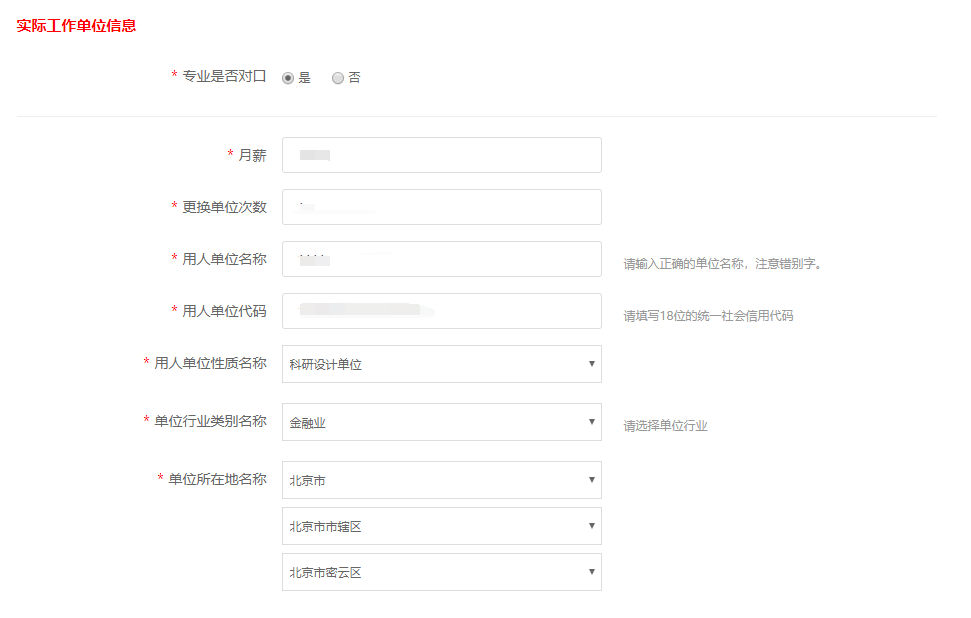 实际工作单位信息
* 专业是否对口 是 否
* 月薪
* 更换单位次数
* 用人单位名称 请输入正确的单位名称，注意错别字。
* 用人单位代码 请填写18位的统一社会信用代码
* 用人单位性质名称 科研设计单位
* 单位行业类别名称 金融业 请选择单位行业
* 单位所在地名称 北京市
北京市市辖区
北京市密云区